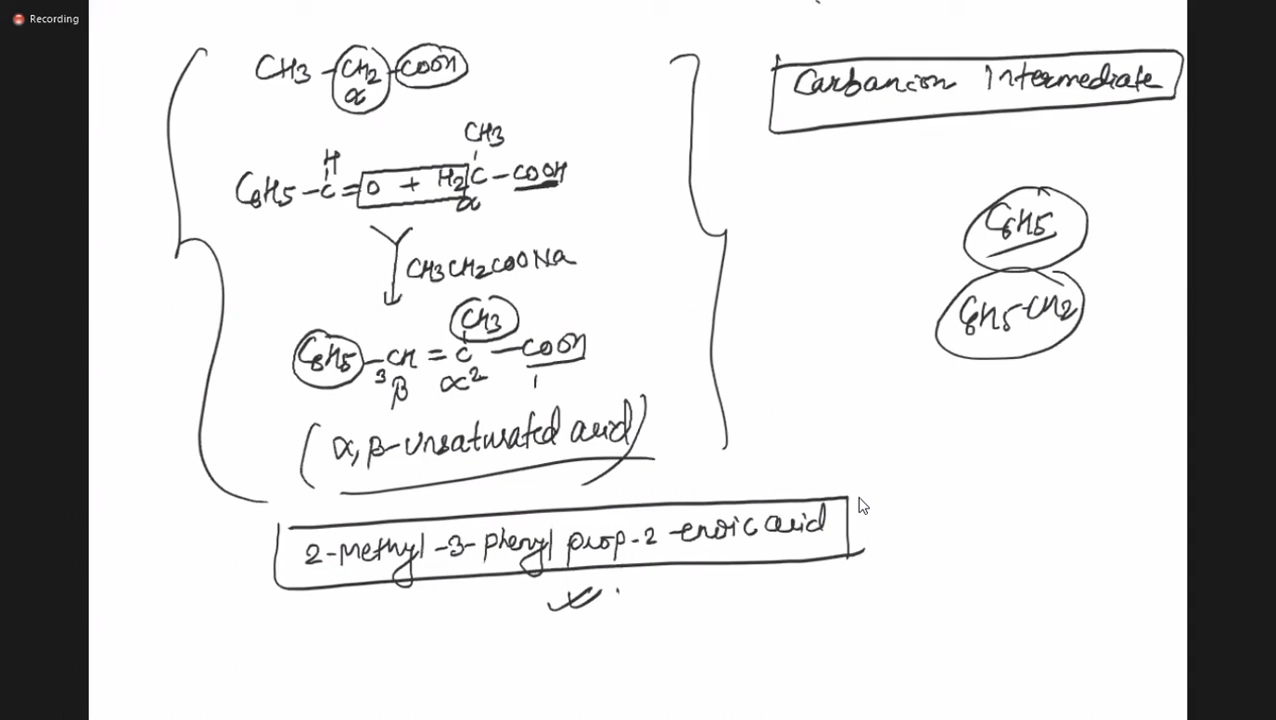 Recording
CH3-CH2-COOH
α
Carbanion Intermediate
CH3
H
C6H5-C=O + H2C-COOH
α
C6H5
CH3CH2COONa
C6H5-CH2
CH3
C6H5-CH=C-COOH
3 β α 2 1
(α, β-unsaturated acid)
2-methyl-3-phenyl prop-2-enoic acid